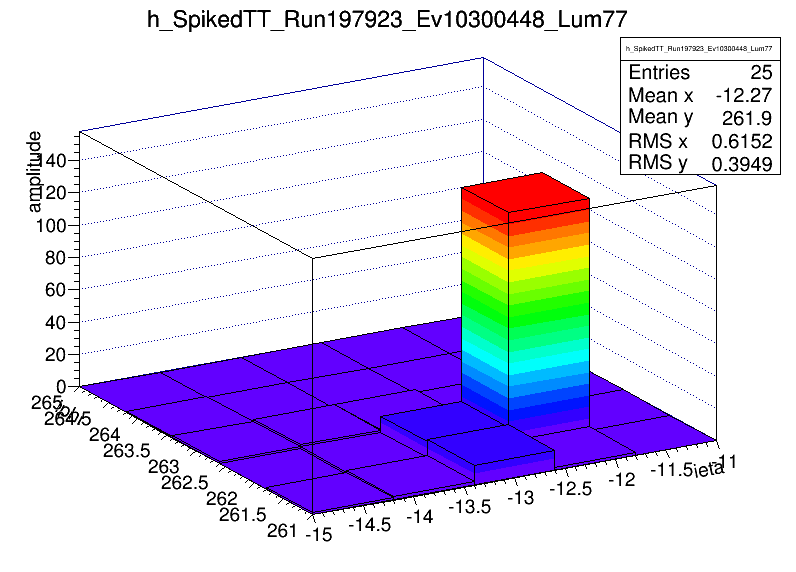 h_SpikedTT_Run197923_Ev10300448_Lum77
h_SpikedTT_Run197923_Ev10300448_Lum77
Entries 25
Mean x -12.27
Mean y 261.9
RMS x 0.6152
RMS y 0.3949
amplitude
140
120
100
80
60
40
20
0
265
264.5
264
263.5
263
262.5
262
261.5
261
-15
-14.5
-14
-13.5
-13
-12.5
-12
-11.5
-11
ieta